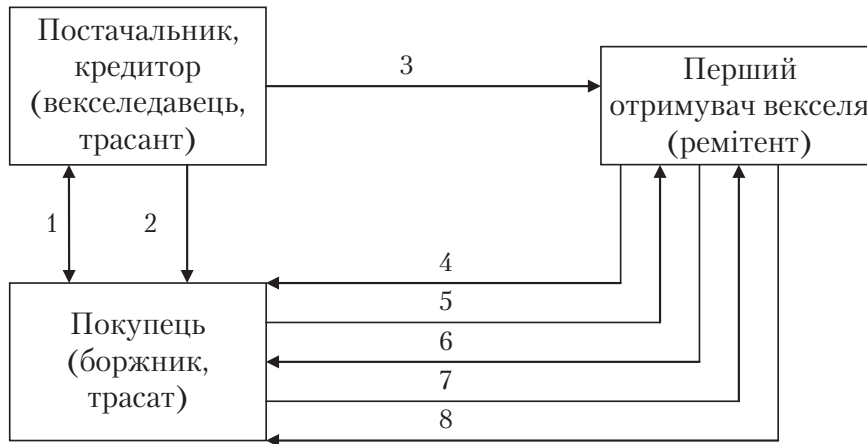 Постачальник,
кредитор
(векселедавець,
трасант)
3
Перший
отримувач векселя
(ремітент)
1
2
4
5
6
7
8
Покупець
(боржник,
трасат)